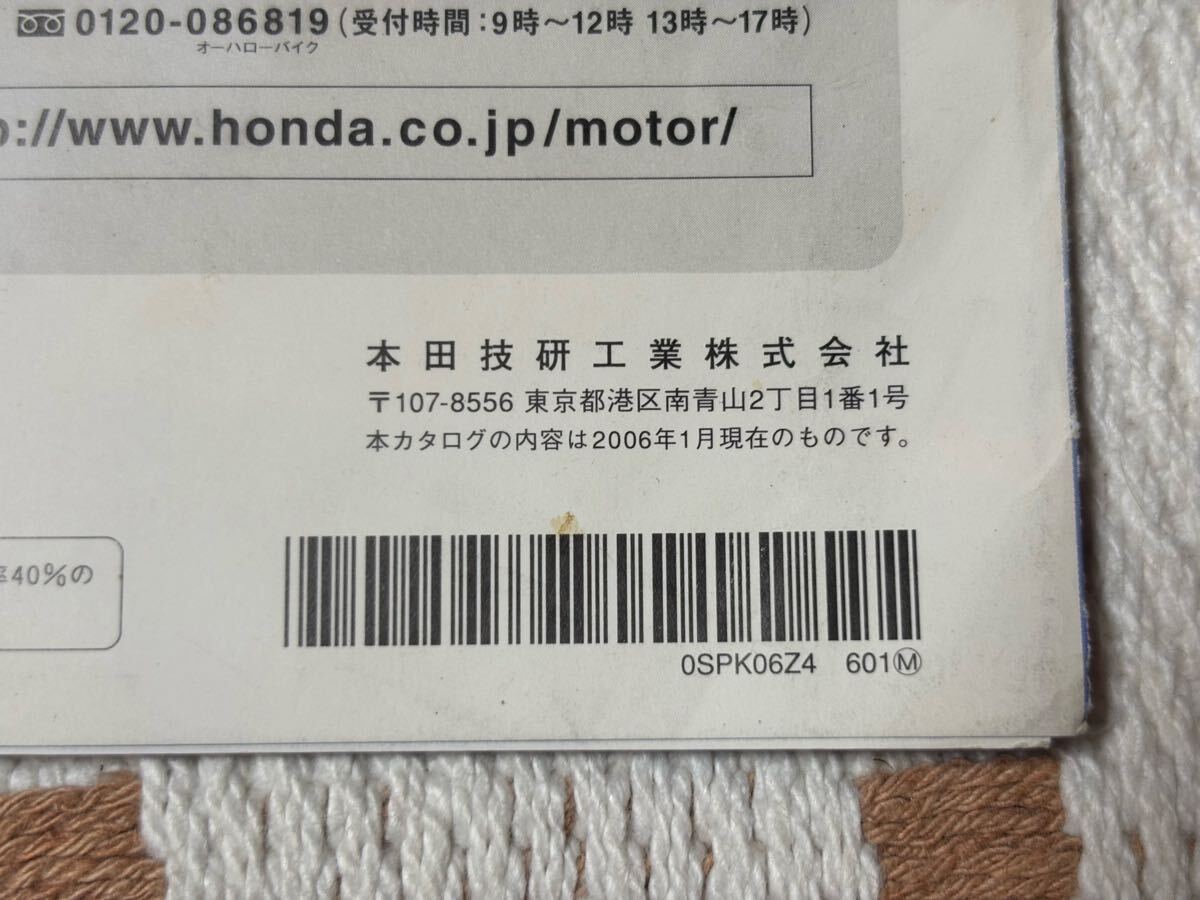 0120-086819(受付時間:9時〜12時 13時〜17時)
オーハローバイク
://www.honda.co.jp/motor/
本田技研工業株式会社
〒107-8556 東京都港区南青山2丁目1番1号
本カタログの内容は2006年1月現在のものです。
率40%の
0SPK06Z4 601Ⓜ